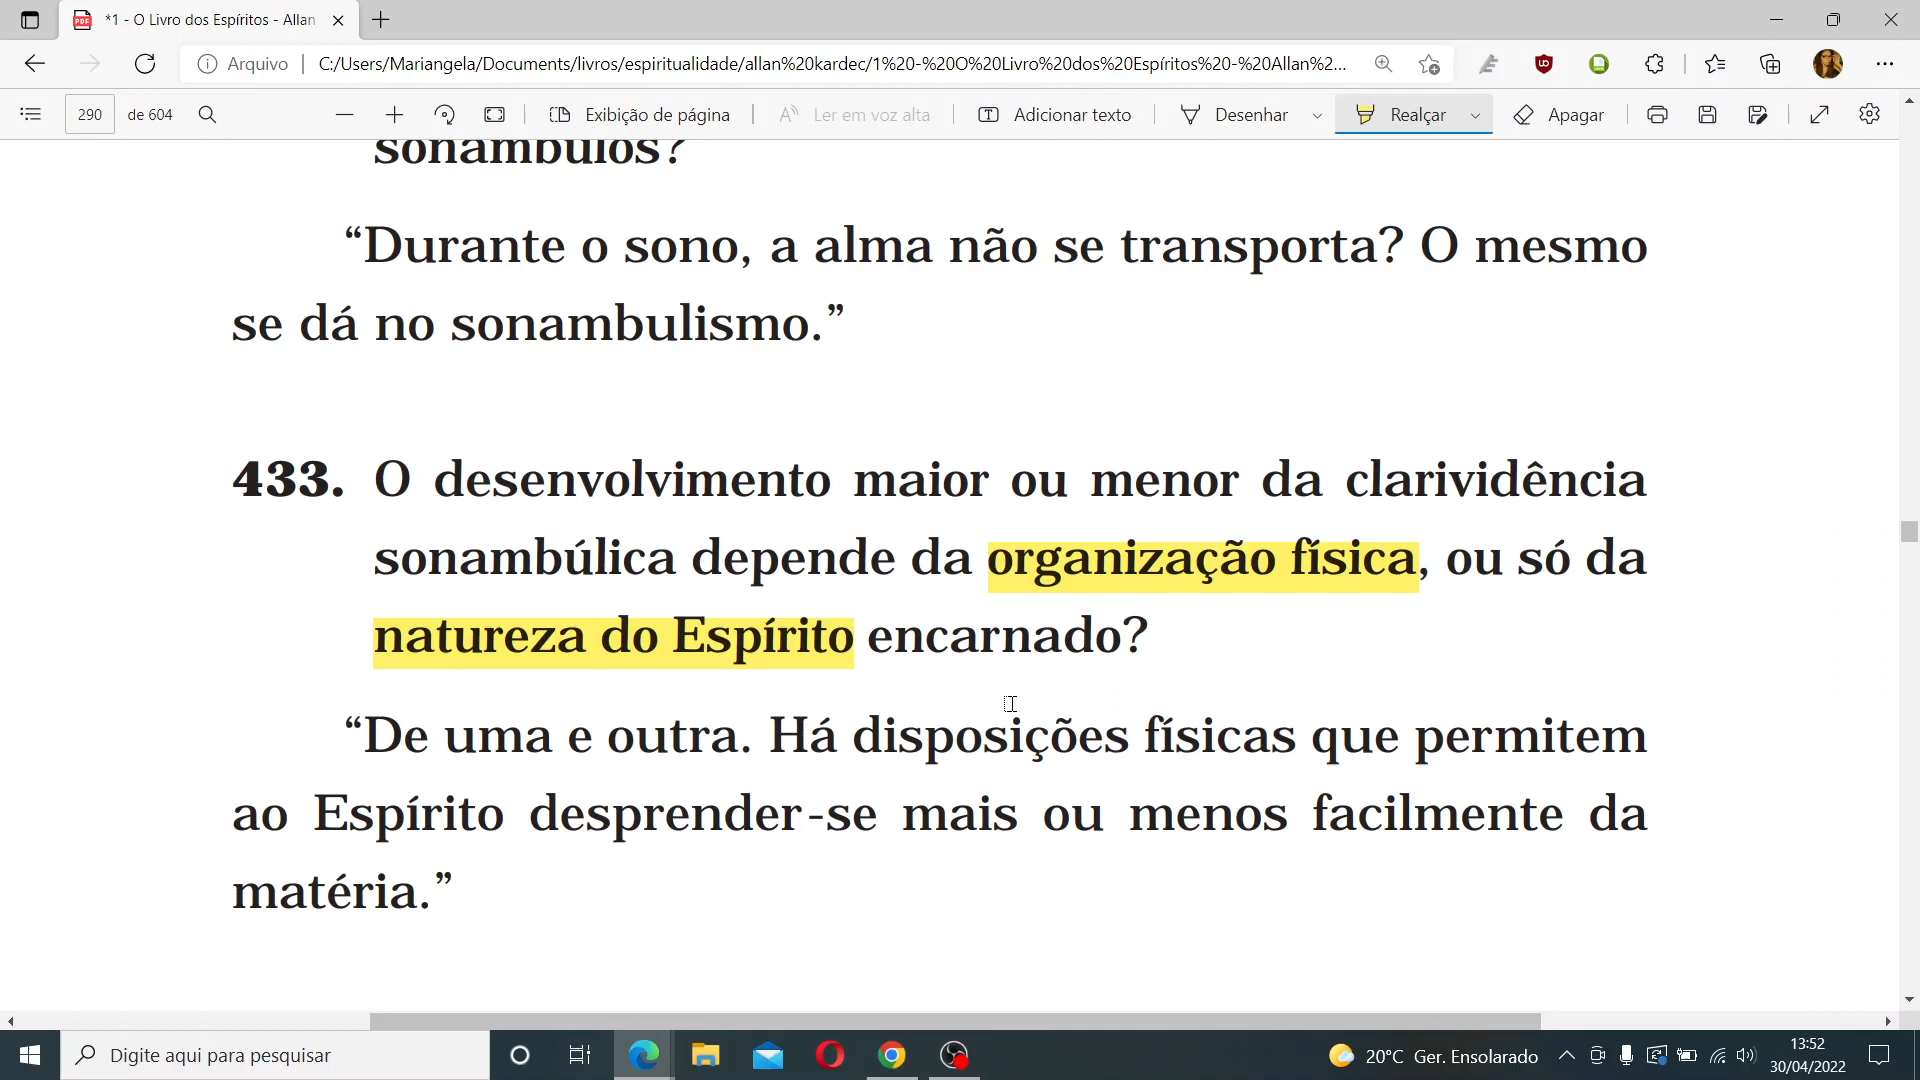 *1 - O Livro dos Espíritos - Allan
Arquivo
C:/Users/Mariangela/Documents/livros/espiritualidade/allan%20kardec/1%20-%20O%20Livro%20dos%20Espíritos%20-%20Allan%2...
290 de 604
Exibição de página
Ler em voz alta
Adicionar texto
Desenhar
Realçar
Apagar
sonâmbulos?
“Durante o sono, a alma não se transporta? O mesmo
se dá no sonambulismo.”
433. O desenvolvimento maior ou menor da clarividência
sonambúlica depende da organização física, ou só da
natureza do Espírito encarnado?
“De uma e outra. Há disposições físicas que permitem
ao Espírito desprender-se mais ou menos facilmente da
matéria.”
Digite aqui para pesquisar
20°C Ger. Ensolarado
13:52
30/04/2022